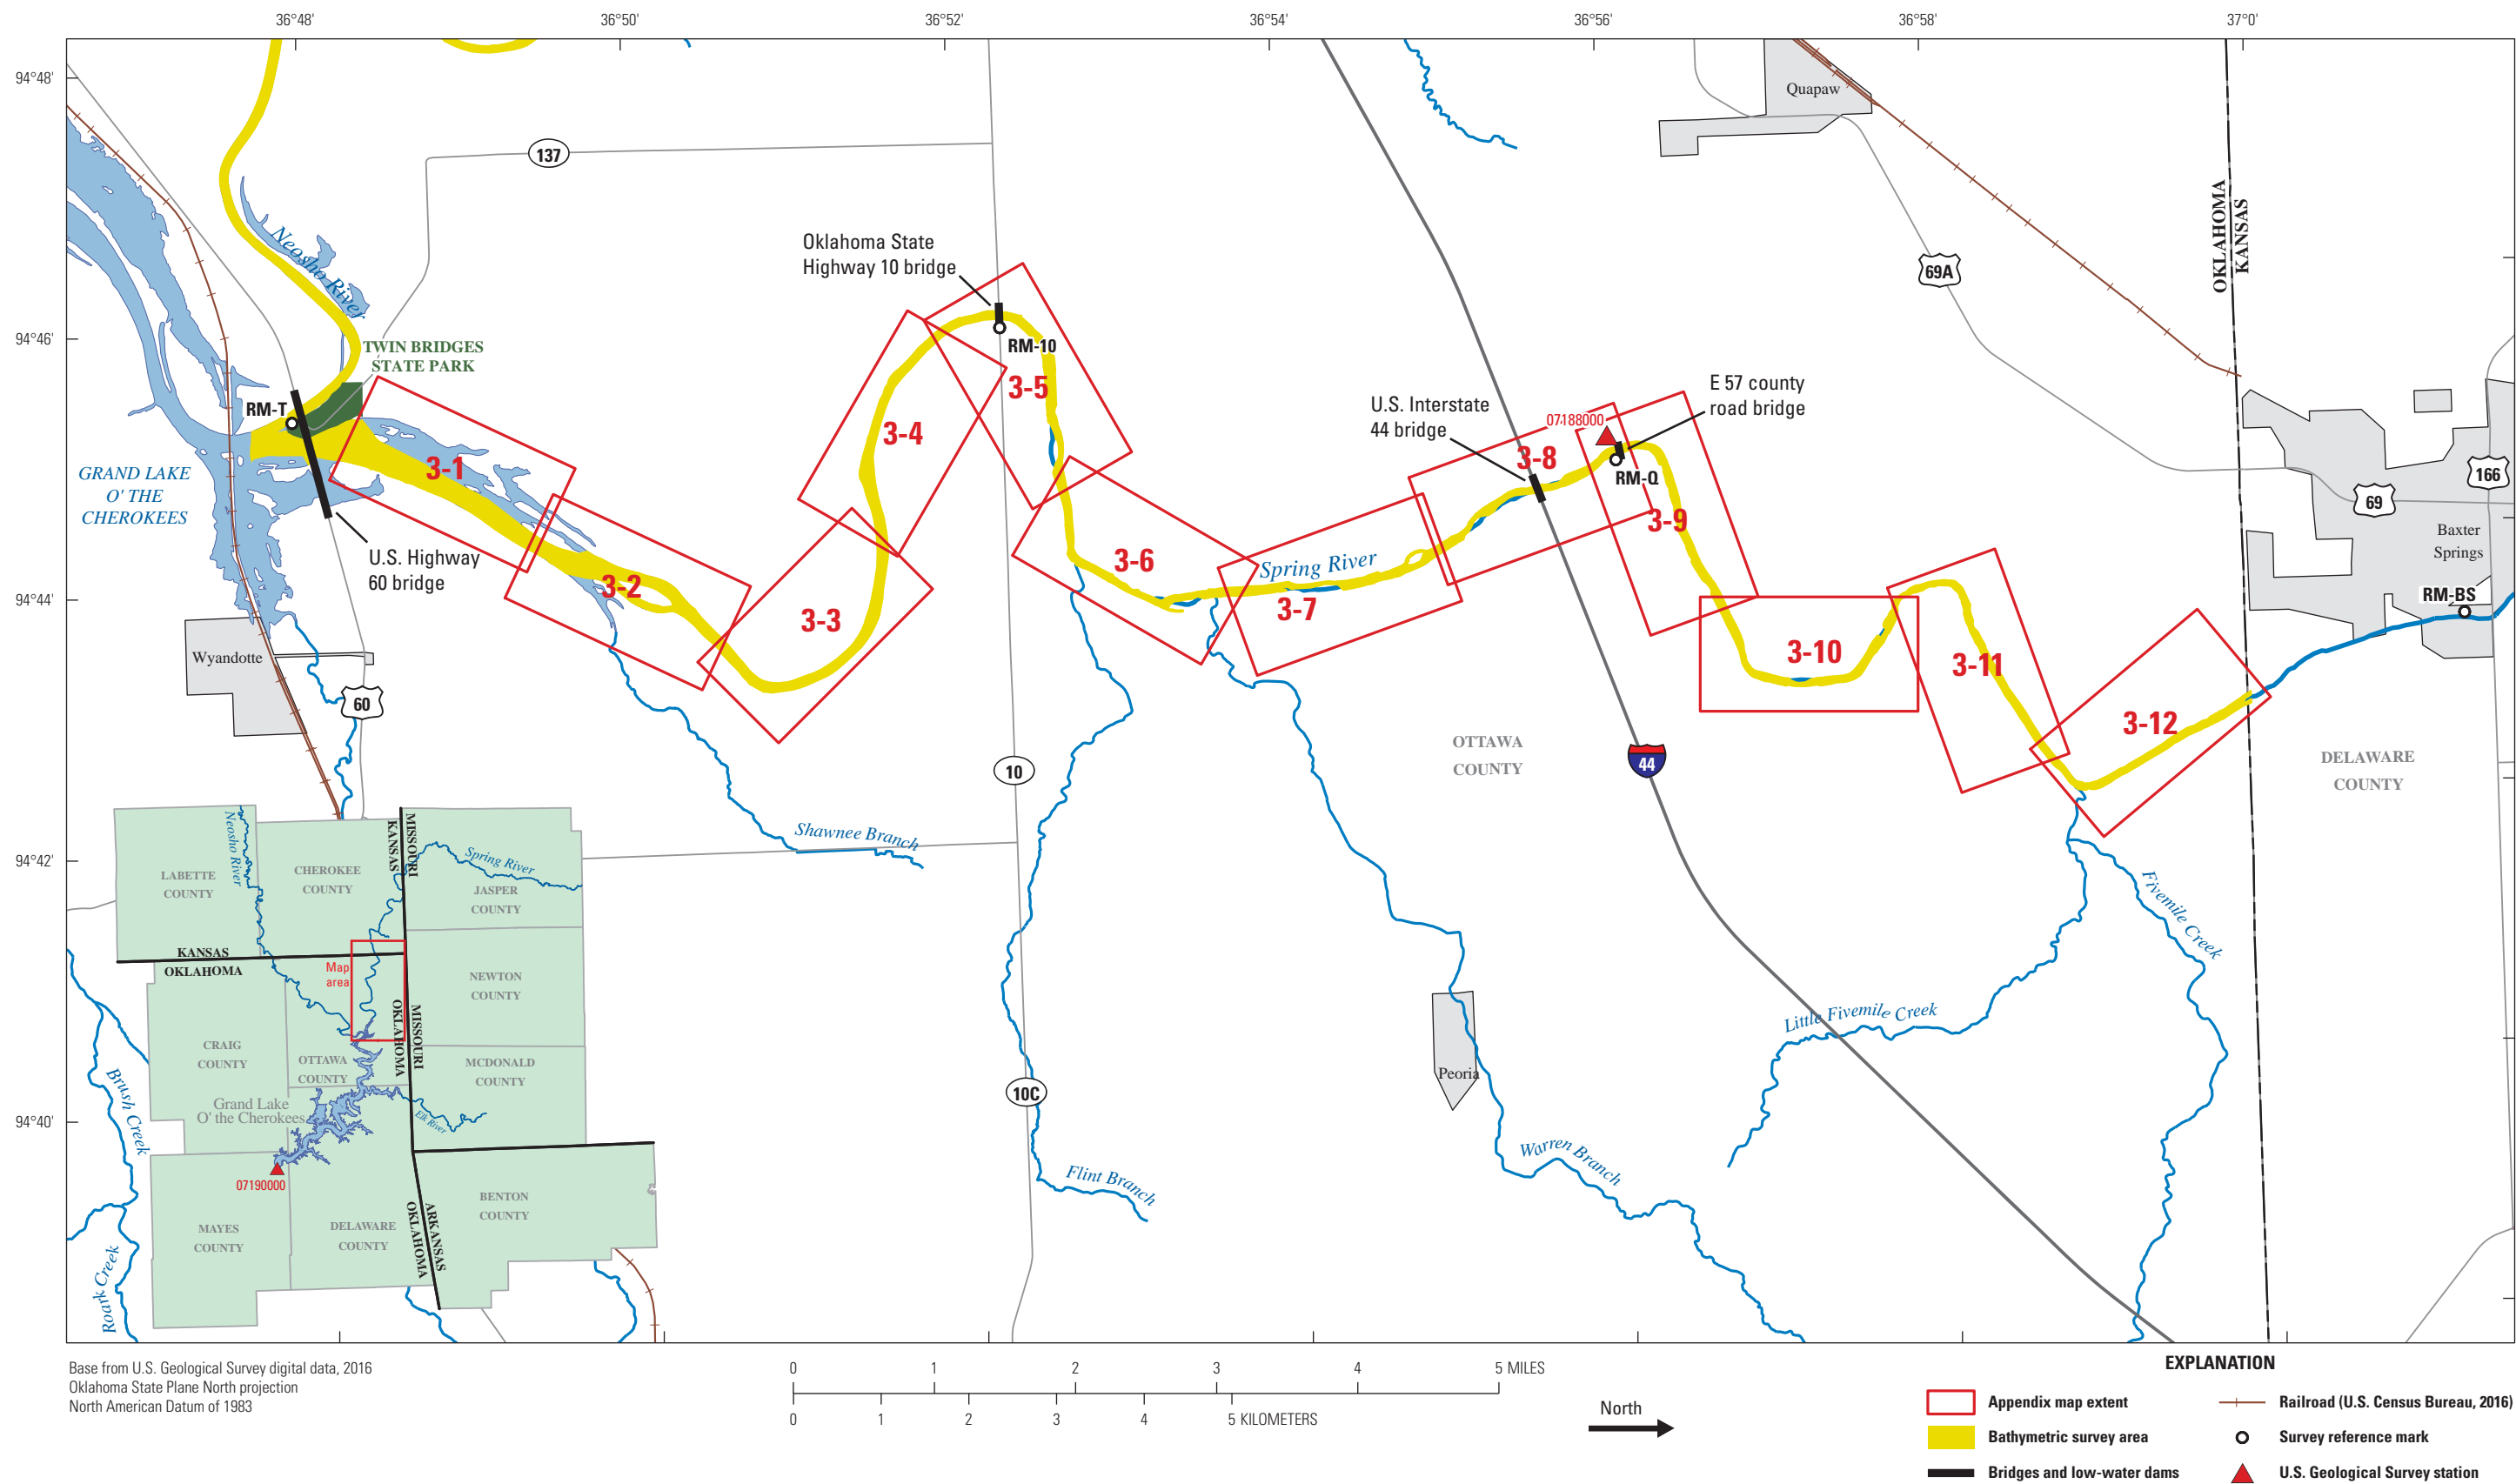 36°48'
36°50'
36°52'
36°54'
36°56'
36°58'
37°0'
94°48'
94°46'
94°44'
94°42'
94°40'
Quapaw
137
Neosho River
OKLAHOMA
KANSAS
69A
Oklahoma State
Highway 10 bridge
RM-10
TWIN BRIDGES
STATE PARK
RM-T
3-1
3-2
3-3
3-4
3-5
3-6
3-7
3-8
3-9
3-10
3-11
3-12
GRAND LAKE
O' THE
CHEROKEES
U.S. Highway
60 bridge
U.S. Interstate
44 bridge
07188000
E 57 county
road bridge
RM-Q
Spring River
166
69
Baxter
Springs
RM-BS
Wyandotte
60
10
OTTAWA
COUNTY
44
DELAWARE
COUNTY
Shawnee Branch
Fivemile Creek
Little Fivemile Creek
Peoria
10C
Flint Branch
Warren Branch
Brush Creek
Roark Creek
Neosho River
LABETTE
COUNTY
CHEROKEE
COUNTY
KANSAS
MISSOURI
Spring River
JASPER
COUNTY
KANSAS
OKLAHOMA
Map
area
NEWTON
COUNTY
OKLAHOMA
MISSOURI
CRAIG
COUNTY
OTTAWA
COUNTY
MCDONALD
COUNTY
Grand Lake
O' the Cherokees
Elk River
07190000
BENTON
COUNTY
MAYES
COUNTY
DELAWARE
COUNTY
OKLAHOMA
ARKANSAS
Base from U.S. Geological Survey digital data, 2016
Oklahoma State Plane North projection
North American Datum of 1983
0 1 2 3 4 5 MILES
0 1 2 3 4 5 KILOMETERS
North
EXPLANATION
Appendix map extent
Bathymetric survey area
Bridges and low-water dams
Railroad (U.S. Census Bureau, 2016)
Survey reference mark
U.S. Geological Survey station